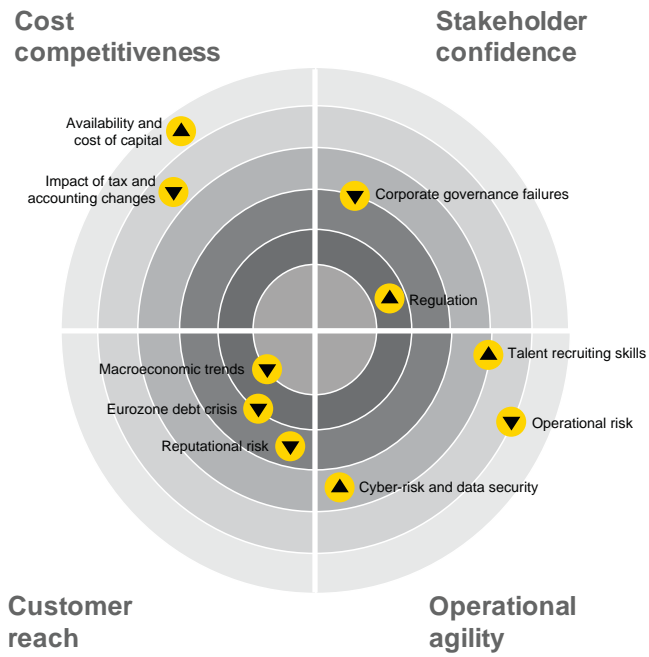 Cost
competitiveness
Stakeholder
confidence
Availability and
cost of capital
Impact of tax and
accounting changes
Corporate governance failures
Regulation
Macroeconomic trends
Talent recruiting skills
Eurozone debt crisis
Operational risk
Reputational risk
Cyber-risk and data security
Customer
reach
Operational
agility